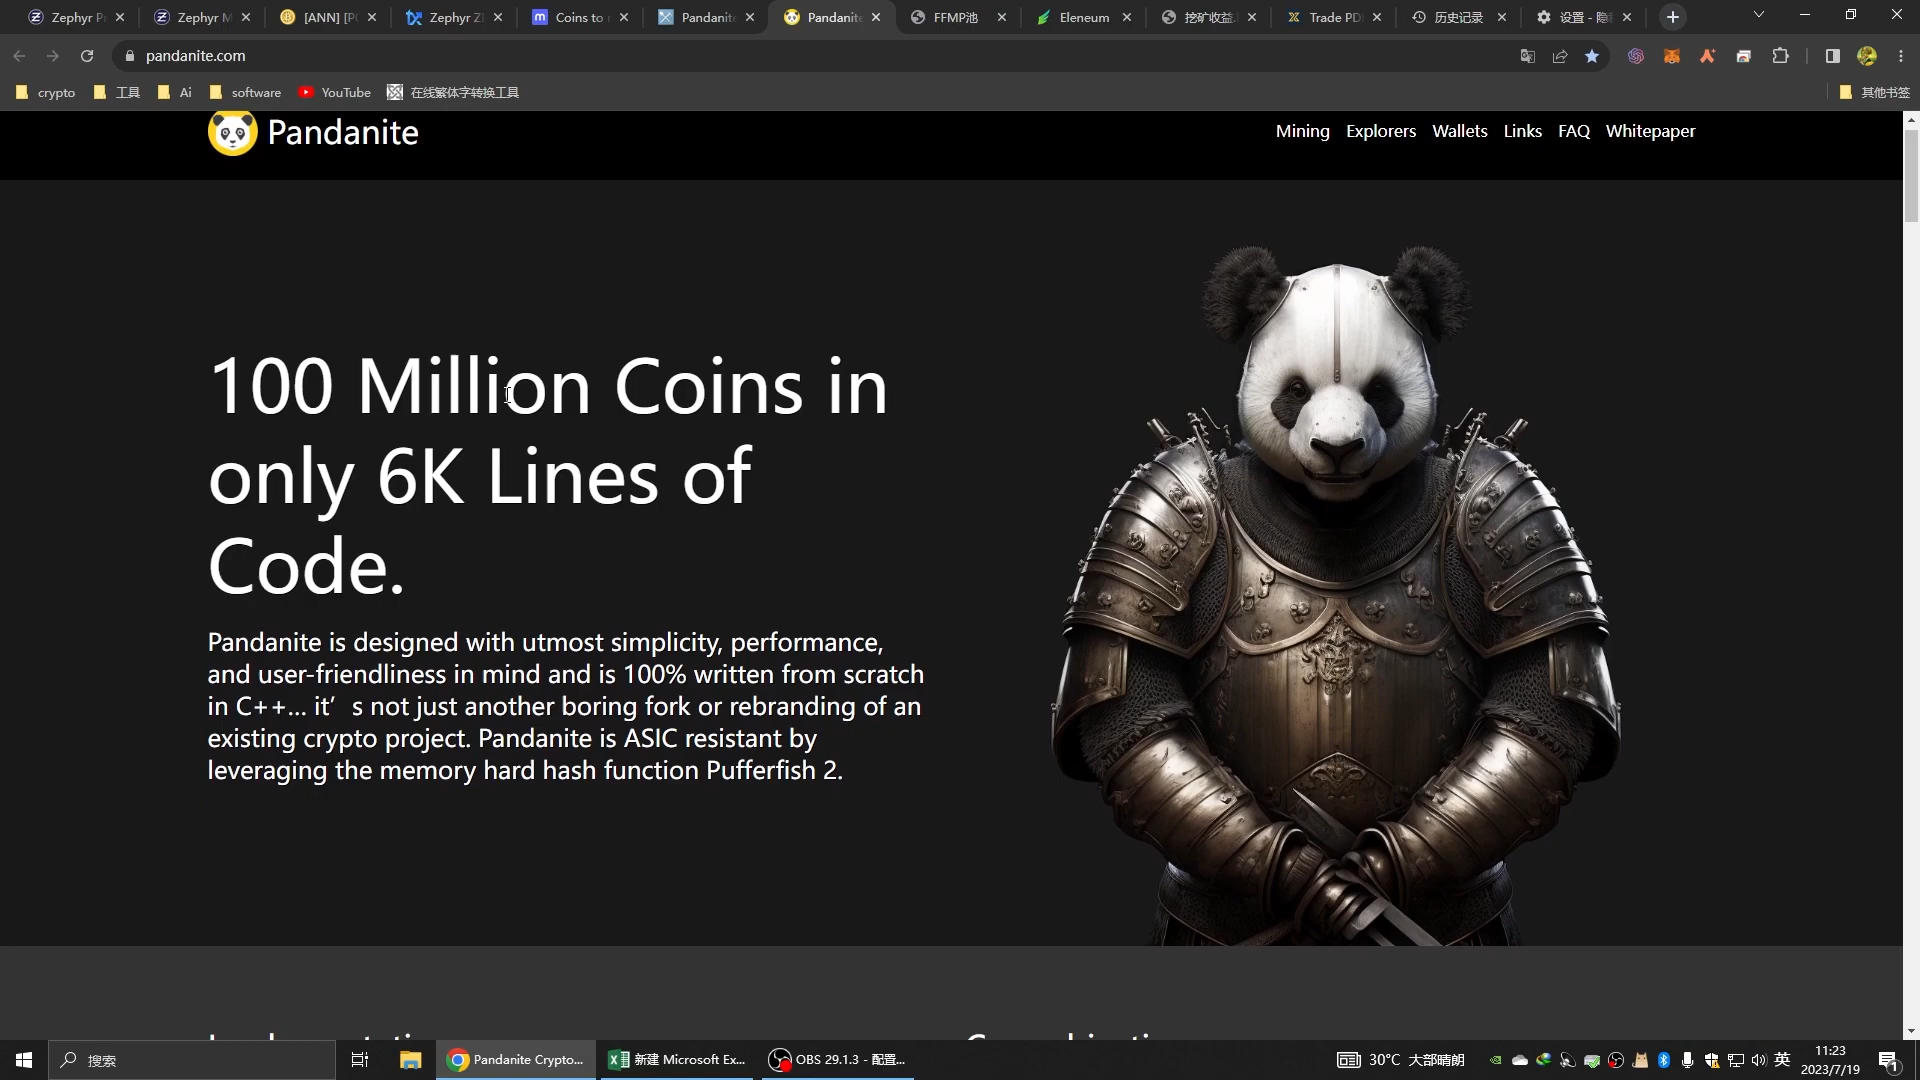 Zephyr Pr
Zephyr M
[ANN] [P
Zephyr Z
Coins to
Pandanite
Pandanite
FFMP池
Eleneum
挖矿收益
Trade PD
历史记录
设置 - 隐
pandanite.com
crypto
工具
Ai
software
YouTube
在线繁体字转换工具
其他书签
Pandanite
Mining Explorers Wallets Links FAQ Whitepaper
100 Million Coins in
only 6K Lines of
Code.
Pandanite is designed with utmost simplicity, performance,
and user-friendliness in mind and is 100% written from scratch
in C++... it’s not just another boring fork or rebranding of an
existing crypto project. Pandanite is ASIC resistant by
leveraging the memory hard hash function Pufferfish 2.
搜索
Pandanite Crypto...
新建 Microsoft Ex...
OBS 29.1.3 - 配置...
30°C 大部晴朗
英
11:23
2023/7/19
1